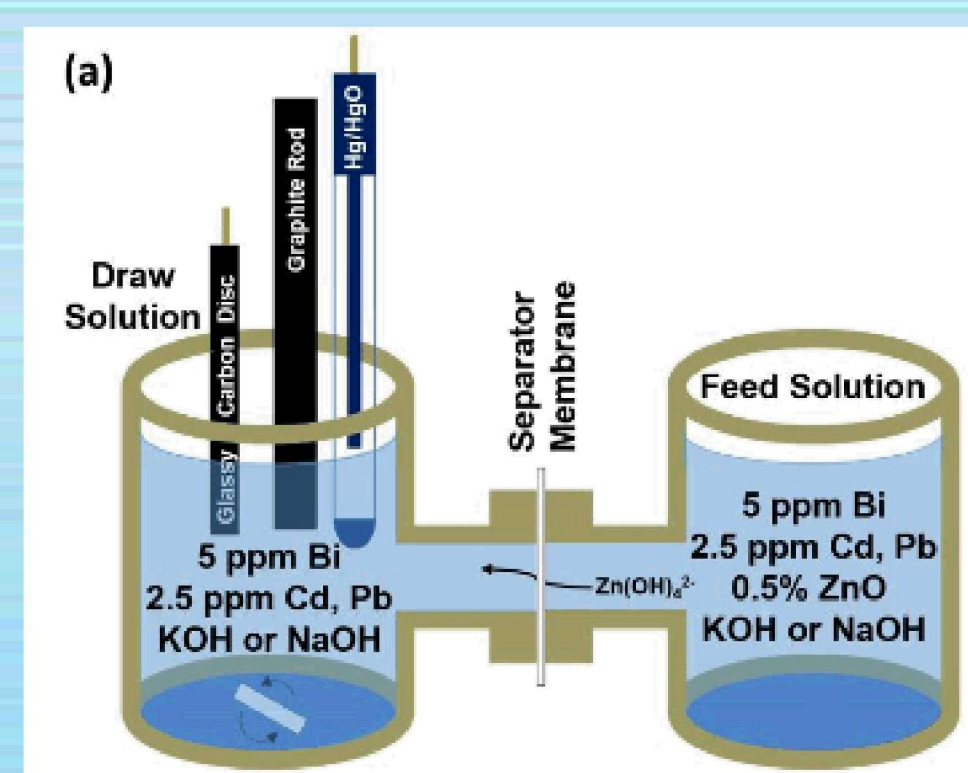 (a)
Hg/HgO
Graphite Rod
Glassy Carbon Disc
Draw
Solution
Separator
Membrane
Feed Solution
5 ppm Bi
2.5 ppm Cd, Pb
KOH or NaOH
Zn(OH)₄²⁻
5 ppm Bi
2.5 ppm Cd, Pb
0.5% ZnO
KOH or NaOH